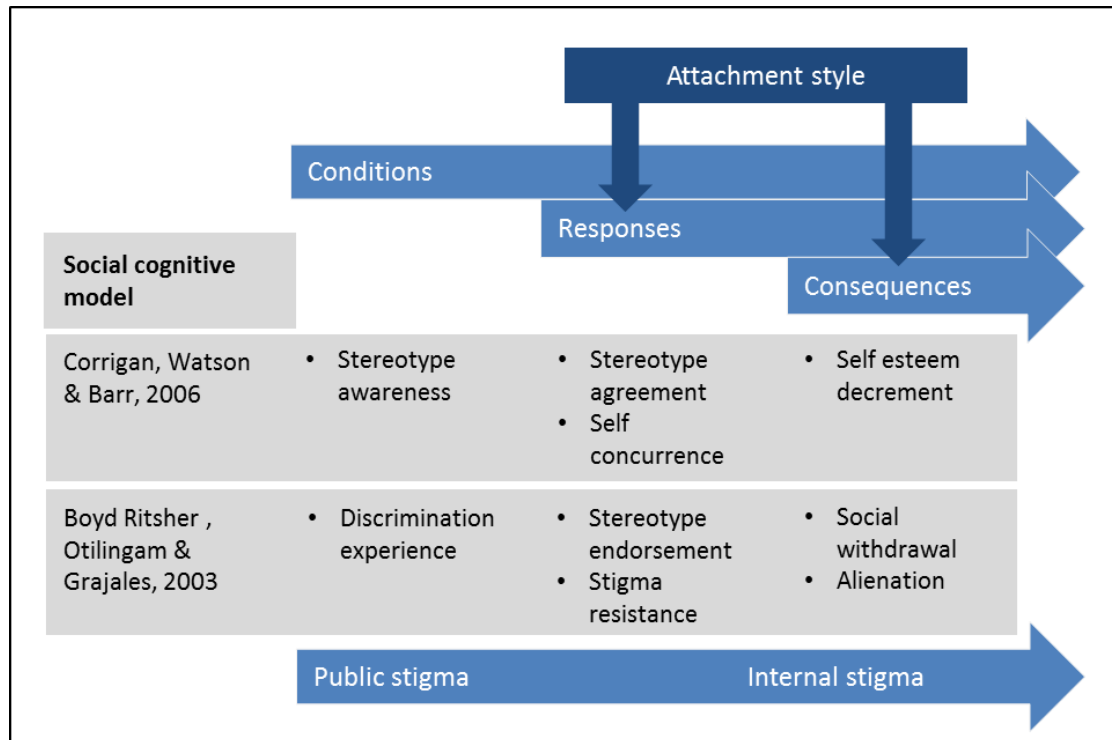 Attachment style
Conditions
Responses
Consequences
Social cognitive
model
Corrigan, Watson
& Barr, 2006
• Stereotype
awareness
• Stereotype
agreement
• Self
concurrence
• Self esteem
decrement
Boyd Ritsher ,
Otilingam &
Grajales, 2003
• Discrimination
experience
• Stereotype
endorsement
• Stigma
resistance
• Social
withdrawal
• Alienation
Public stigma
Internal stigma